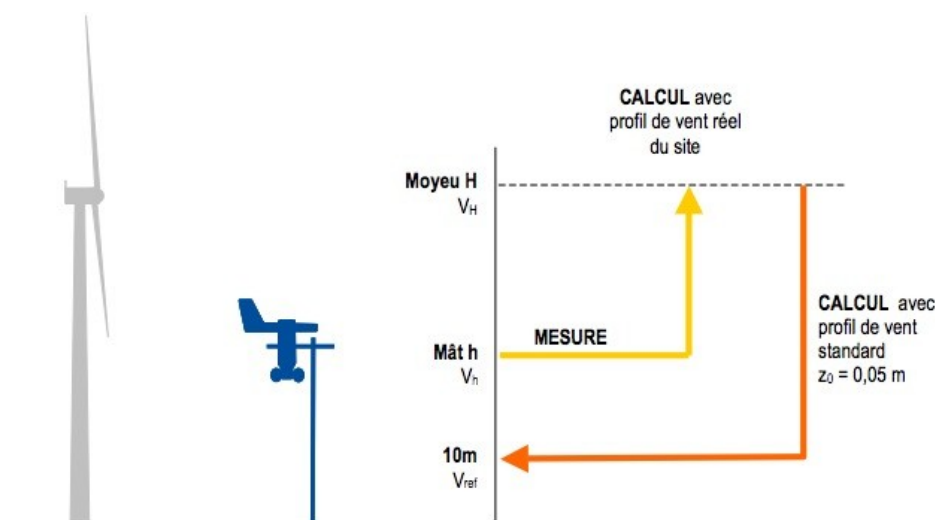 CALCUL avec
profil de vent réel
du site
Moyeu H
VH
MESURE
Mât h
Vh
CALCUL avec
profil de vent
standard
z0 = 0,05 m
10m
Vref